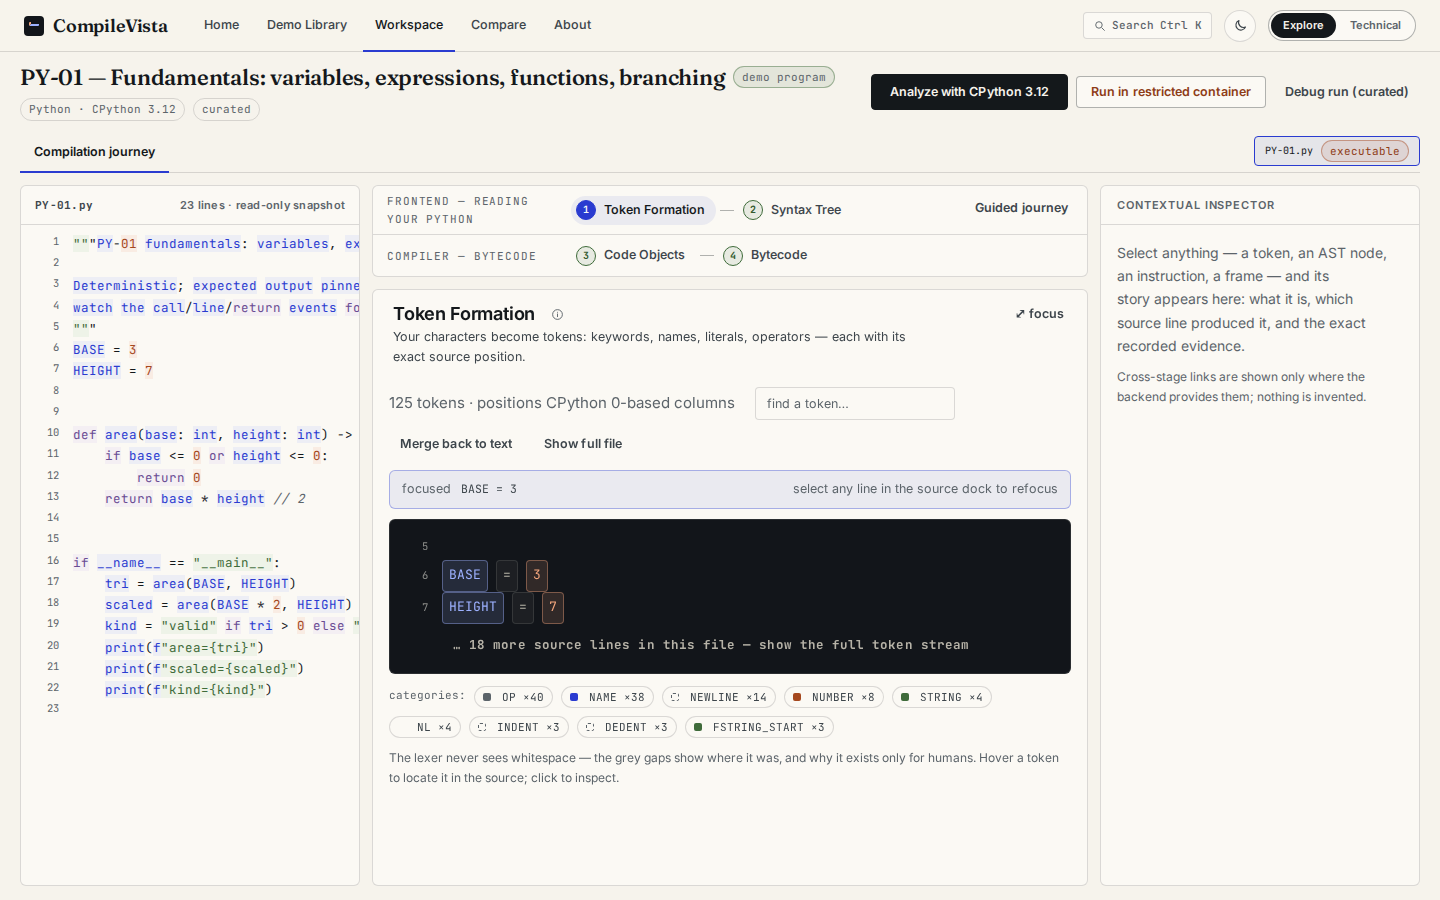 CompileVista
Home
Demo Library
Workspace
Compare
About
Search Ctrl K
Explore
Technical
PY-01 — Fundamentals: variables, expressions, functions, branching
demo program
Python · CPython 3.12
curated
Analyze with CPython 3.12
Run in restricted container
Debug run (curated)
Compilation journey
PY-01.py
executable
PY-01.py
23 lines · read-only snapshot
1 """PY-01 fundamentals: variables, ex
2
3 Deterministic; expected output pinne
4 watch the call/line/return events fo
5 """
6 BASE = 3
7 HEIGHT = 7
8
9
10 def area(base: int, height: int) ->
11 if base <= 0 or height <= 0:
12 return 0
13 return base * height // 2
14
15
16 if __name__ == "__main__":
17 tri = area(BASE, HEIGHT)
18 scaled = area(BASE * 2, HEIGHT)
19 kind = "valid" if tri > 0 else "
20 print(f"area={tri}")
21 print(f"scaled={scaled}")
22 print(f"kind={kind}")
23
FRONTEND — READING
YOUR PYTHON
1 Token Formation
2 Syntax Tree
Guided journey
COMPILER — BYTECODE
3 Code Objects
4 Bytecode
Token Formation
focus
Your characters become tokens: keywords, names, literals, operators — each with its
exact source position.
125 tokens · positions CPython 0-based columns
find a token…
Merge back to text
Show full file
focused BASE = 3
select any line in the source dock to refocus
5
6 BASE = 3
7 HEIGHT = 7
… 18 more source lines in this file — show the full token stream
categories:
OP ×40
NAME ×38
NEWLINE ×14
NUMBER ×8
STRING ×4
NL ×4
INDENT ×3
DEDENT ×3
FSTRING_START ×3
The lexer never sees whitespace — the grey gaps show where it was, and why it exists only for humans. Hover a token
to locate it in the source; click to inspect.
CONTEXTUAL INSPECTOR
Select anything — a token, an AST node,
an instruction, a frame — and its
story appears here: what it is, which
source line produced it, and the exact
recorded evidence.
Cross-stage links are shown only where the
backend provides them; nothing is invented.